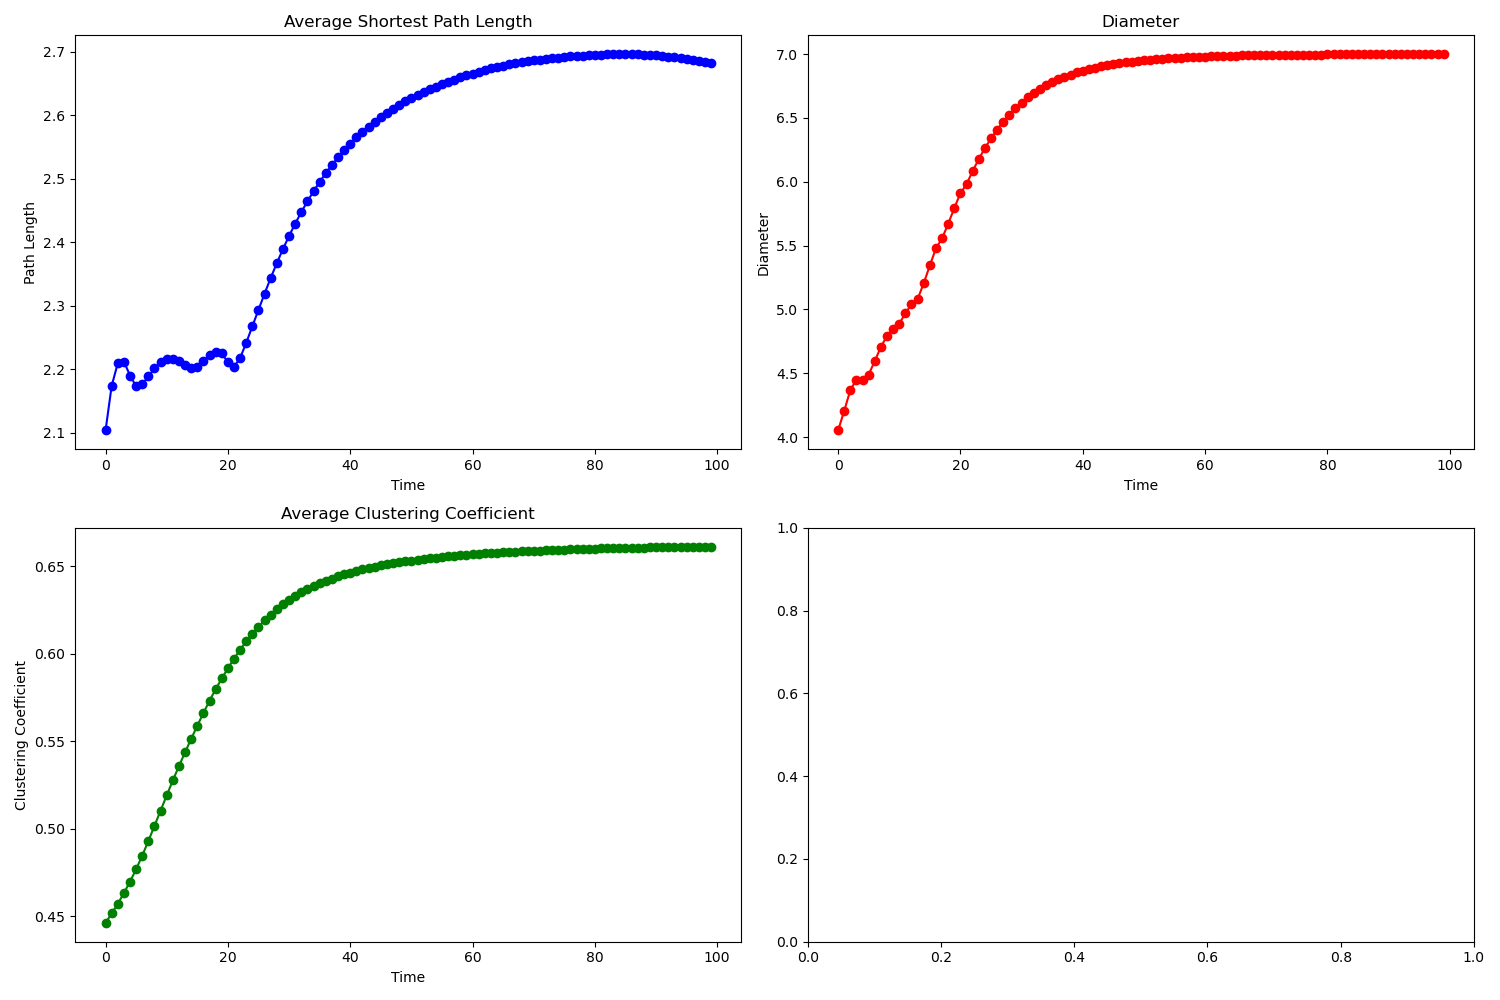 Average Shortest Path Length
2.7
2.6
2.5
2.4
2.3
2.2
2.1
Path Length
0 20 40 60 80 100
Time
Diameter
7.0
6.5
6.0
5.5
5.0
4.5
4.0
Diameter
0 20 40 60 80 100
Time
Average Clustering Coefficient
0.65
0.60
0.55
0.50
0.45
Clustering Coefficient
0 20 40 60 80 100
Time
1.0
0.8
0.6
0.4
0.2
0.0
0.0 0.2 0.4 0.6 0.8 1.0